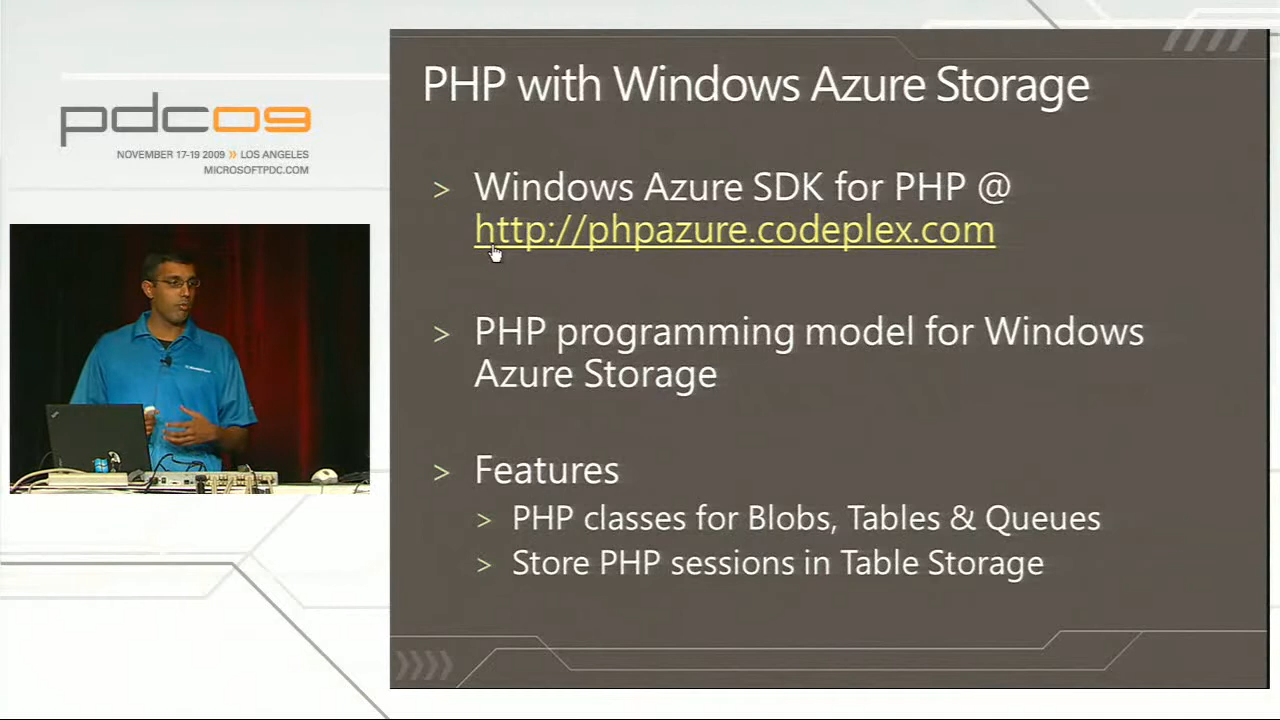 pdc09
NOVEMBER 17-19 2009 » LOS ANGELES
MICROSOFTPDC.COM
PHP with Windows Azure Storage
> Windows Azure SDK for PHP @
http://phpazure.codeplex.com
> PHP programming model for Windows
Azure Storage
> Features
> PHP classes for Blobs, Tables & Queues
> Store PHP sessions in Table Storage